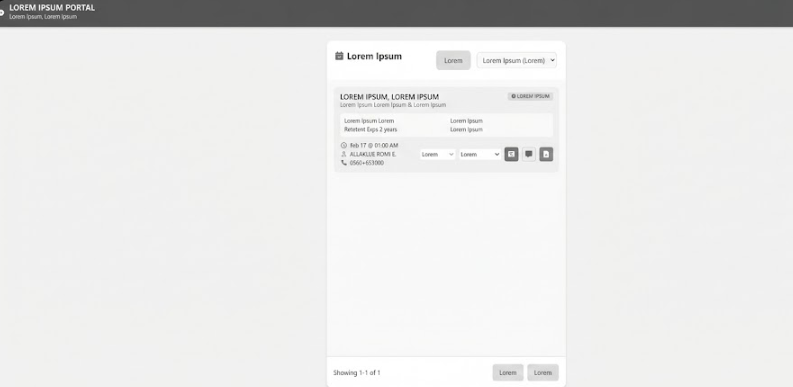 LOREM IPSUM PORTAL
Lorem Ipsum, Lorem Ipsum
Lorem Ipsum
Lorem
Lorem Ipsum (Lorem)
LOREM IPSUM, LOREM IPSUM
LOREM IPSUM
Lorem Ipsum Lorem Ipsum & Lorem Ipsum
Lorem Ipsum Lorem
Lorem Ipsum
Retetent Exps 2 years
Lorem Ipsum
Feb 17 @ 01:00 AM
ALLAKLUE ROMI E.
Lorem
Lorem
0560+653000
Showing 1-1 of 1
Lorem
Lorem